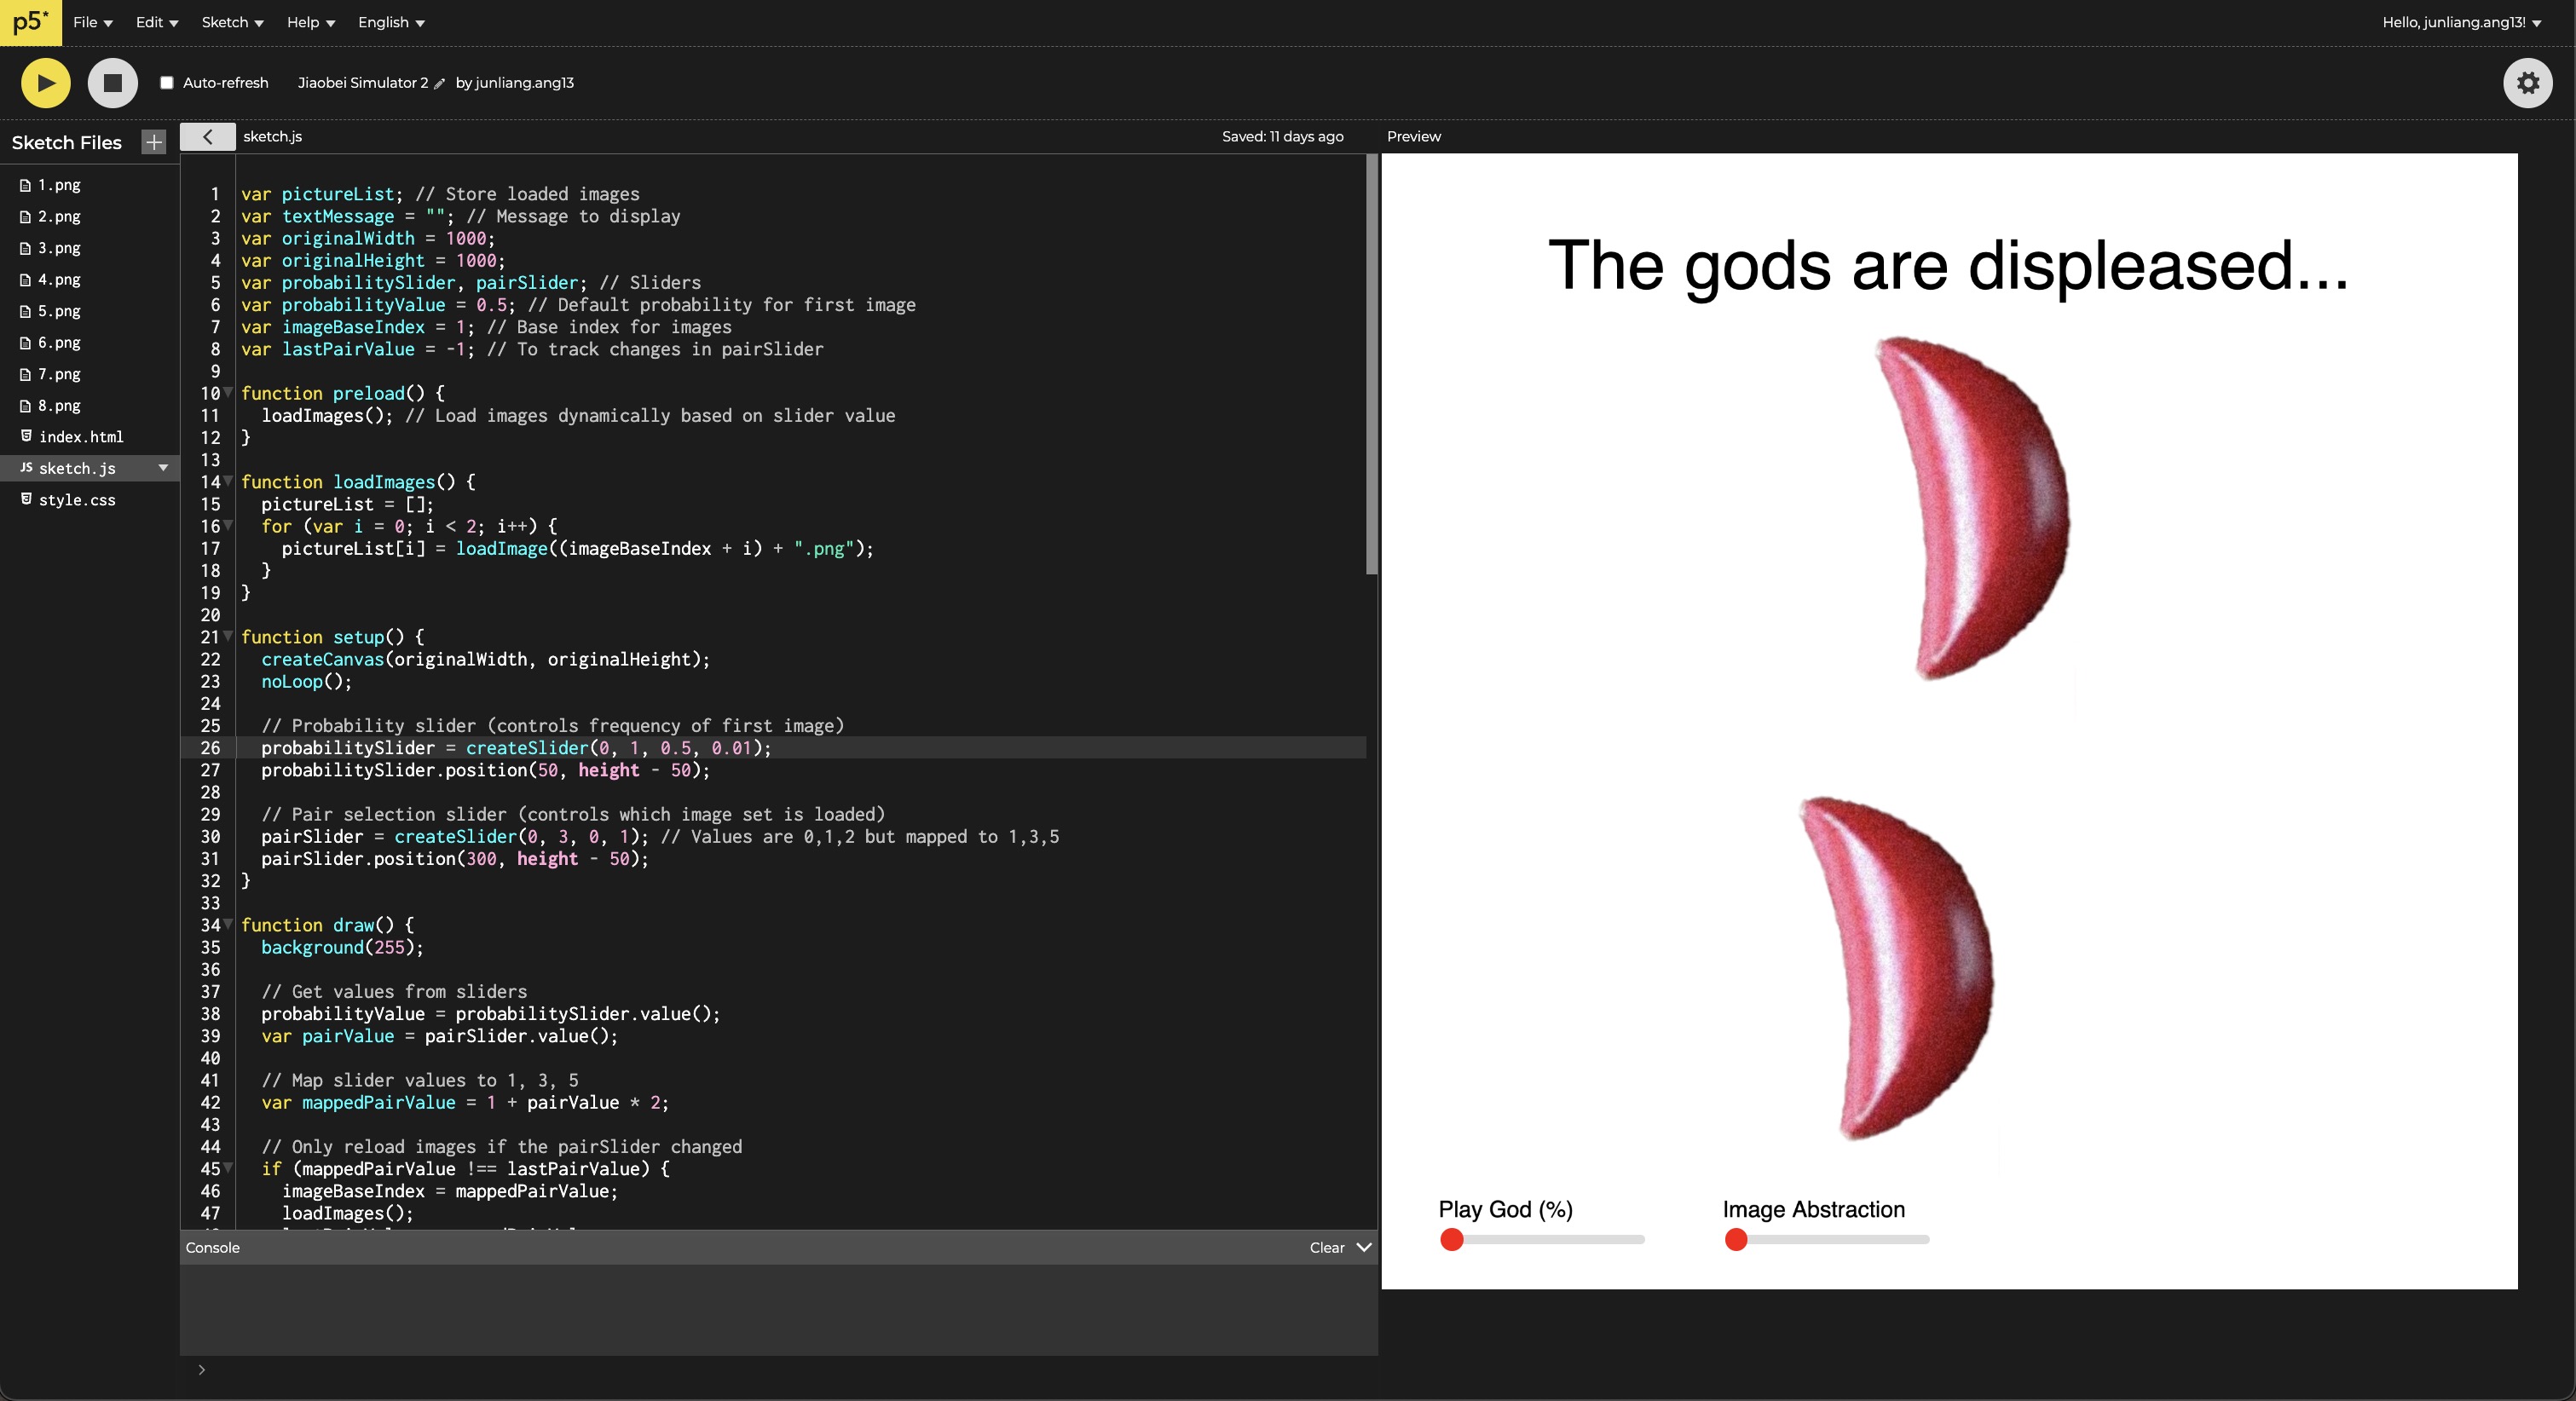 p5* File Edit Sketch Help English Hello, junliang.ang13!
Auto-refresh Jiaobei Simulator 2 by junliang.ang13
Sketch Files
1.png
2.png
3.png
4.png
5.png
6.png
7.png
8.png
index.html
JS sketch.js
style.css
sketch.js Saved: 11 days ago
1 var pictureList; // Store loaded images
2 var textMessage = ""; // Message to display
3 var originalWidth = 1000;
4 var originalHeight = 1000;
5 var probabilitySlider, pairSlider; // Sliders
6 var probabilityValue = 0.5; // Default probability for first image
7 var imageBaseIndex = 1; // Base index for images
8 var lastPairValue = -1; // To track changes in pairSlider
9
10 function preload() {
11 loadImages(); // Load images dynamically based on slider value
12 }
13
14 function loadImages() {
15 pictureList = [];
16 for (var i = 0; i < 2; i++) {
17 pictureList[i] = loadImage((imageBaseIndex + i) + ".png");
18 }
19 }
20
21 function setup() {
22 createCanvas(originalWidth, originalHeight);
23 noLoop();
24
25 // Probability slider (controls frequency of first image)
26 probabilitySlider = createSlider(0, 1, 0.5, 0.01);
27 probabilitySlider.position(50, height - 50);
28
29 // Pair selection slider (controls which image set is loaded)
30 pairSlider = createSlider(0, 3, 0, 1); // Values are 0,1,2 but mapped to 1,3,5
31 pairSlider.position(300, height - 50);
32 }
33
34 function draw() {
35 background(255);
36
37 // Get values from sliders
38 probabilityValue = probabilitySlider.value();
39 var pairValue = pairSlider.value();
40
41 // Map slider values to 1, 3, 5
42 var mappedPairValue = 1 + pairValue * 2;
43
44 // Only reload images if the pairSlider changed
45 if (mappedPairValue !== lastPairValue) {
46 imageBaseIndex = mappedPairValue;
47 loadImages();
Console Clear
Preview
The gods are displeased...
Play God (%) Image Abstraction